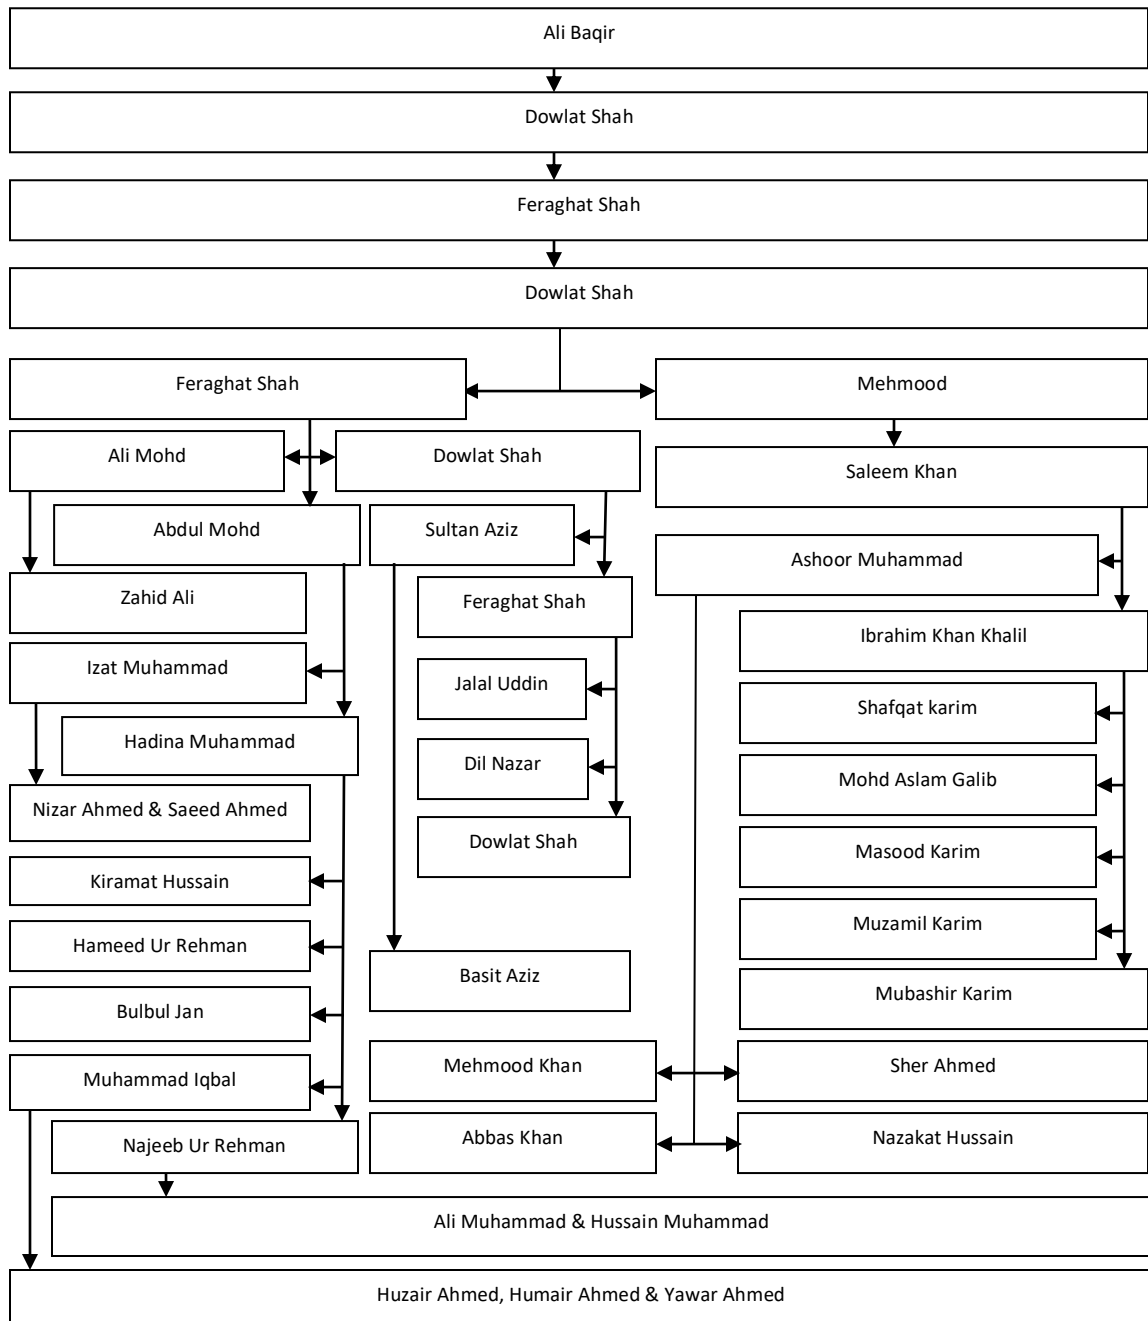 Ali Baqir
Dowlat Shah
Feraghat Shah
Dowlat Shah
Feraghat Shah
Mehmood
Ali Mohd
Dowlat Shah
Saleem Khan
Abdul Mohd
Sultan Aziz
Ashoor Muhammad
Zahid Ali
Feraghat Shah
Ibrahim Khan Khalil
Izat Muhammad
Jalal Uddin
Shafqat karim
Hadina Muhammad
Dil Nazar
Mohd Aslam Galib
Nizar Ahmed & Saeed Ahmed
Dowlat Shah
Masood Karim
Kiramat Hussain
Muzamil Karim
Hameed Ur Rehman
Basit Aziz
Mubashir Karim
Bulbul Jan
Muhammad Iqbal
Mehmood Khan
Sher Ahmed
Najeeb Ur Rehman
Abbas Khan
Nazakat Hussain
Ali Muhammad & Hussain Muhammad
Huzair Ahmed, Humair Ahmed & Yawar Ahmed